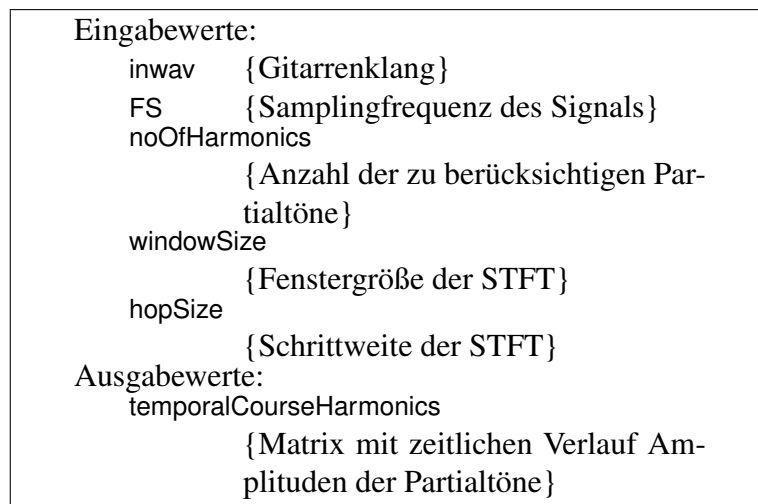 Eingabewerte:
inwav {Gitarrenklang}
FS {Samplingfrequenz des Signals}
noOfHarmonics
{Anzahl der zu berücksichtigen Par-
tialtöne}
windowSize
{Fenstergröße der STFT}
hopSize
{Schrittweite der STFT}
Ausgabewerte:
temporalCourseHarmonics
{Matrix mit zeitlichen Verlauf Am-
plituden der Partialtöne}